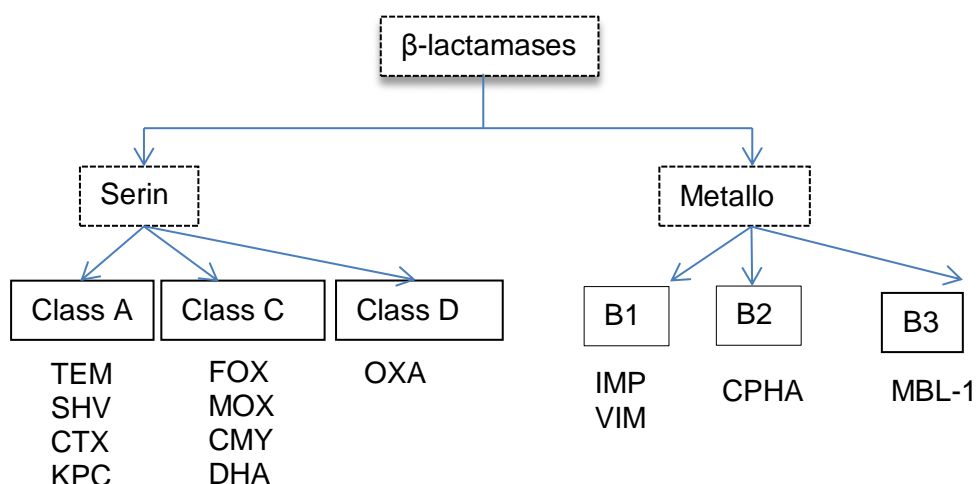 β-lactamases
Serin
Metallo
Class A
Class C
Class D
B1
B2
B3
TEM
SHV
CTX
KPC
FOX
MOX
CMY
DHA
OXA
IMP
VIM
CPHA
MBL-1